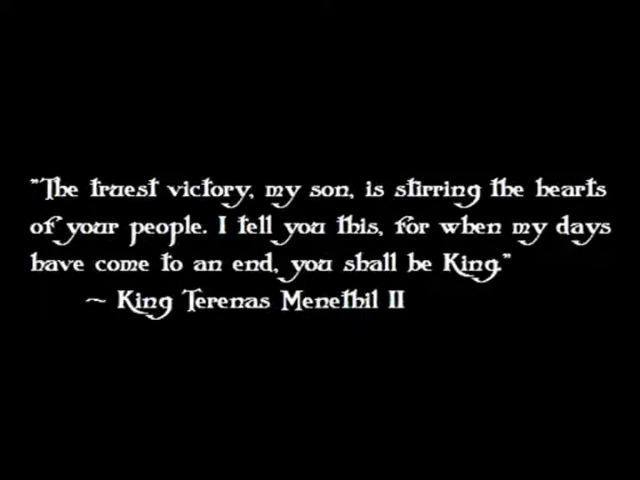 "The truest victory, my son, is stirring the hearts
of your people. I tell you this, for when my days
have come to an end, you shall be King."
~ King Terenas Menethil II